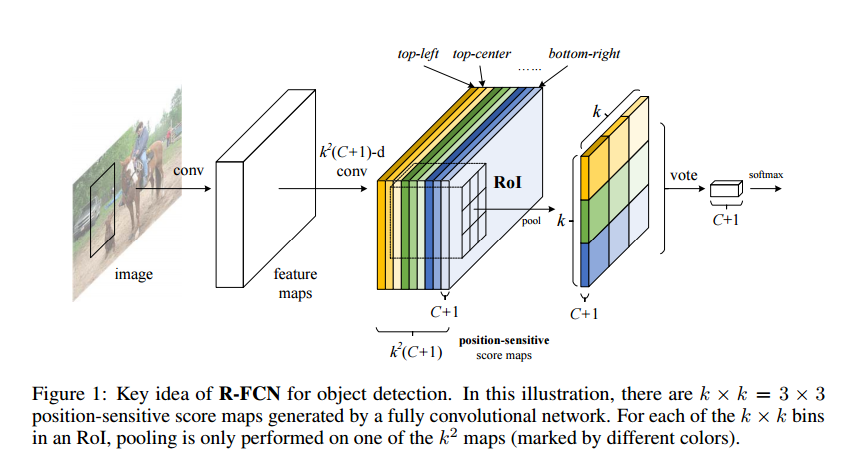 top-left top-center ...... bottom-right
k
k²(C+1)-d
conv
conv
RoI
vote
softmax
pool
k
C+1
image
feature
maps
C+1
C+1
k²(C+1)
position-sensitive
score maps
Figure 1: Key idea of R-FCN for object detection. In this illustration, there are k × k = 3 × 3
position-sensitive score maps generated by a fully convolutional network. For each of the k × k bins
in an RoI, pooling is only performed on one of the k² maps (marked by different colors).